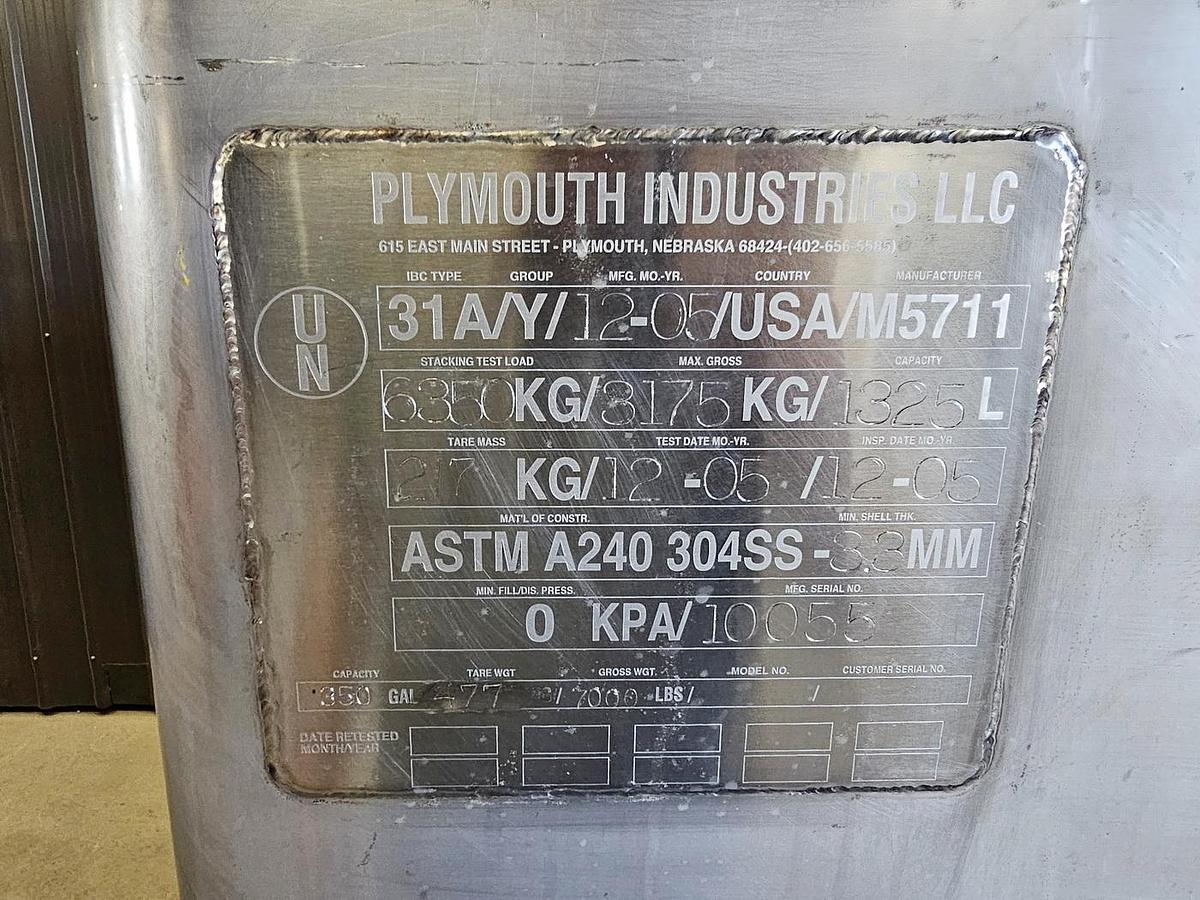 PLYMOUTH INDUSTRIES LLC
615 EAST MAIN STREET - PLYMOUTH, NEBRASKA 68424-(402-656-5585)
IBC TYPE GROUP MFG. MO.-YR. COUNTRY MANUFACTURER
UN
31A/Y/12-05/USA/M5711
STACKING TEST LOAD MAX. GROSS CAPACITY
6350KG/3175KG/1325 L
TARE MASS TEST DATE MO.-YR. INSP. DATE MO.-YR.
217 KG/12-05/12-05
MAT'L OF CONSTR. MIN. SHELL THK.
ASTM A240 304SS - 3.3MM
MIN. FILL/DIS. PRESS. MFG. SERIAL NO.
0 KPA/10055
CAPACITY TARE WGT GROSS WGT. MODEL NO. CUSTOMER SERIAL NO.
350 GAL 477 / 7000 LBS / /
DATE RETESTED
MONTH/YEAR